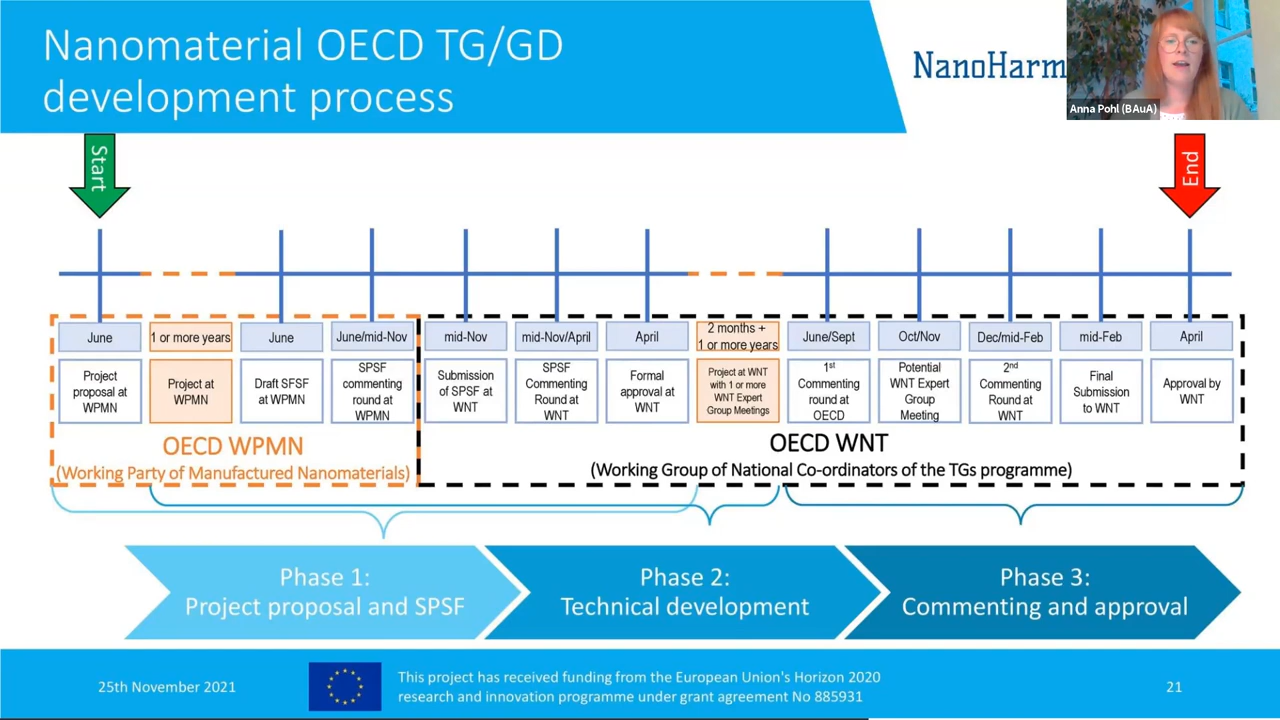 Nanomaterial OECD TG/GD
development process
NanoHarm
Anna Pohl (BAuA)
Start
End
June
1 or more years
June
June/mid-Nov
mid-Nov
mid-Nov/April
April
2 months +
1 or more years
June/Sept
Oct/Nov
Dec/mid-Feb
mid-Feb
April
Project
proposal at
WPMN
Project at
WPMN
Draft SFSF
at WPMN
SPSF
commenting
round at
WPMN
Submission
of SPSF at
WNT
SPSF
Commenting
Round at
WNT
Formal
approval at
WNT
Project at WNT
with 1 or more
WNT Expert
Group Meetings
1st
Commenting
round at
OECD
Potential
WNT Expert
Group
Meeting
2nd
Commenting
Round at
WNT
Final
Submission
to WNT
Approval by
WNT
OECD WPMN
(Working Party of Manufactured Nanomaterials)
OECD WNT
(Working Group of National Co-ordinators of the TGs programme)
Phase 1:
Project proposal and SPSF
Phase 2:
Technical development
Phase 3:
Commenting and approval
25th November 2021
This project has received funding from the European Union's Horizon 2020
research and innovation programme under grant agreement No 885931
21